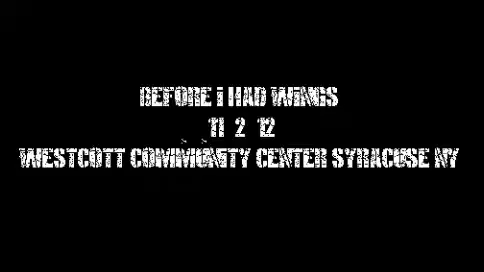 BEFORE I HAD WINGS
11 2 12
WESTCOTT COMMUNITY CENTER SYRACUSE NY